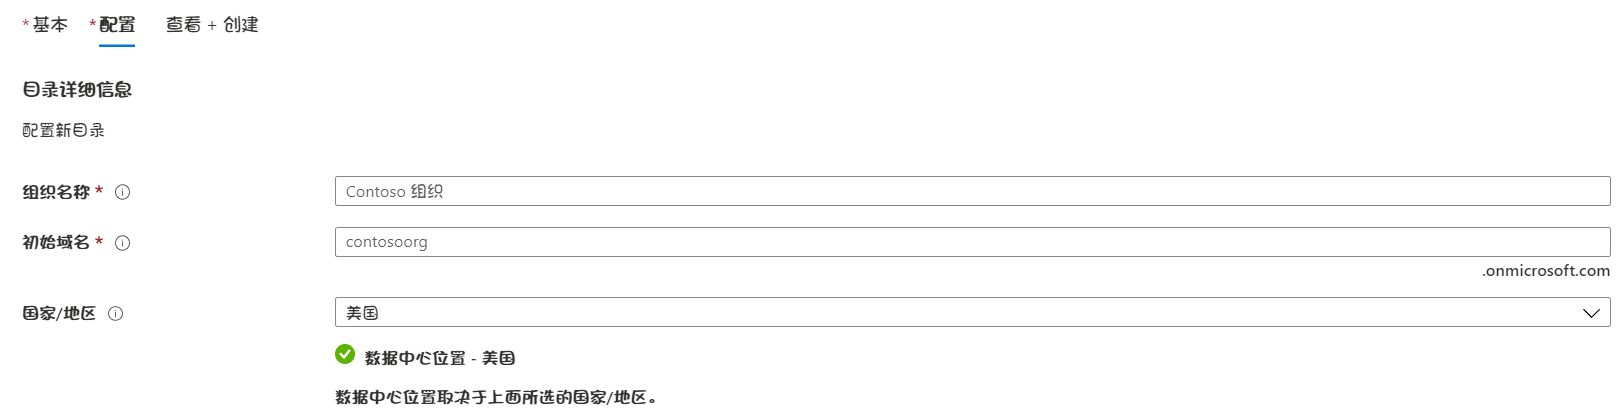 *基本 *配置 查看 + 创建
目录详细信息
配置新目录
组织名称 * Contoso 组织
初始域名 * contosoorg
.onmicrosoft.com
国家/地区 美国
数据中心位置 - 美国
数据中心位置取决于上面所选的国家/地区。